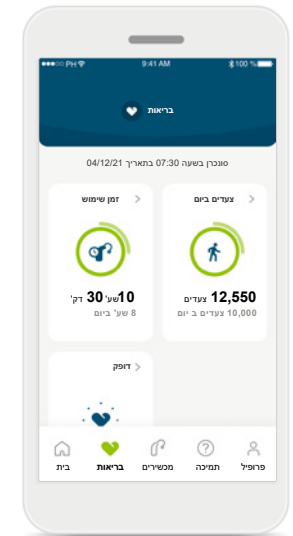 PH 9:41 AM 100 %
בריאות
סונכרן בשעה 07:30 בתאריך 04/12/21
צעדים ביום
12,550 צעדים
10,000 צעדים ב יום
זמן שימוש
10שע' 30 דק'
8 שע' ביום
דופק
פרופיל
תמיכה
מכשירים
בריאות
בית